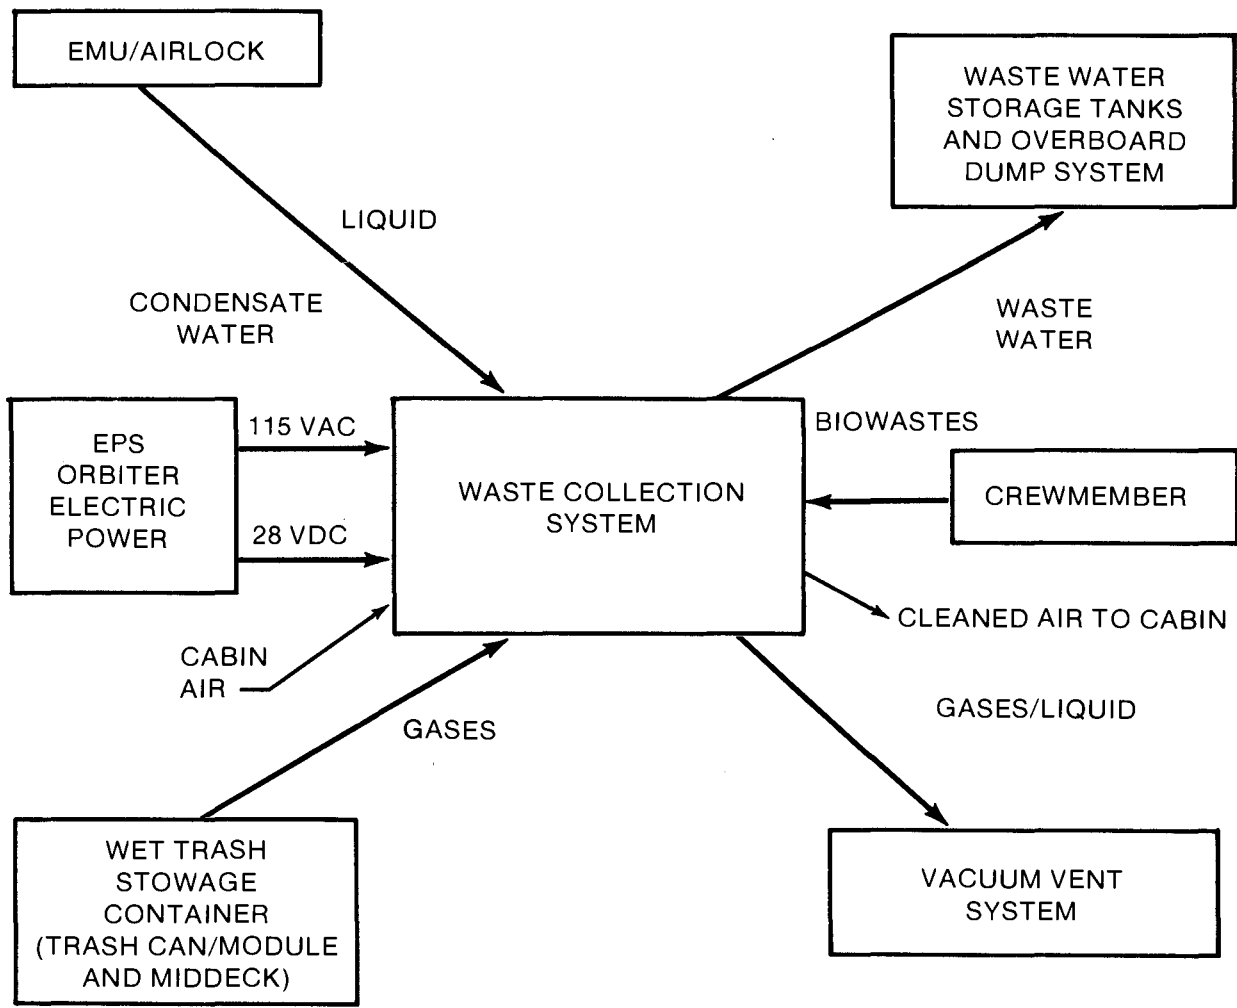 EMU/AIRLOCK
WASTE WATER
STORAGE TANKS
AND OVERBOARD
DUMP SYSTEM
LIQUID
CONDENSATE
WATER
WASTE
WATER
EPS
ORBITER
ELECTRIC
POWER
115 VAC
28 VDC
WASTE COLLECTION
SYSTEM
BIOWASTES
CREWMEMBER
CLEANED AIR TO CABIN
CABIN
AIR
GASES
GASES/LIQUID
WET TRASH
STOWAGE
CONTAINER
(TRASH CAN/MODULE
AND MIDDECK)
VACUUM VENT
SYSTEM